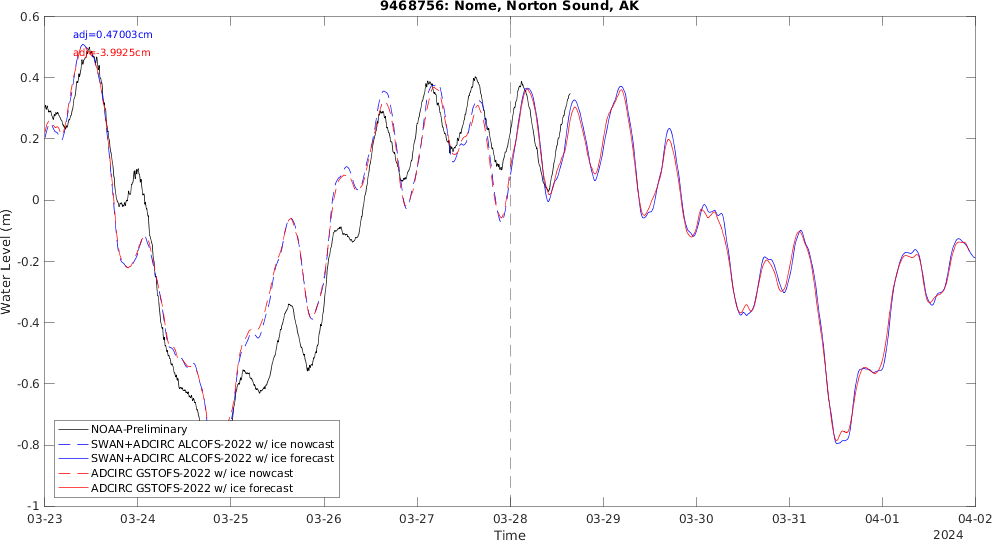 9468756: Nome, Norton Sound, AK
adj=0.47003cm
adj=-3.9925cm
0.6
0.4
0.2
0
-0.2
-0.4
-0.6
-0.8
-1
Water Level (m)
NOAA-Preliminary
SWAN+ADCIRC ALCOFS-2022 w/ ice nowcast
SWAN+ADCIRC ALCOFS-2022 w/ ice forecast
ADCIRC GSTOFS-2022 w/ ice nowcast
ADCIRC GSTOFS-2022 w/ ice forecast
03-23 03-24 03-25 03-26 03-27 03-28 03-29 03-30 03-31 04-01 04-02
Time
2024